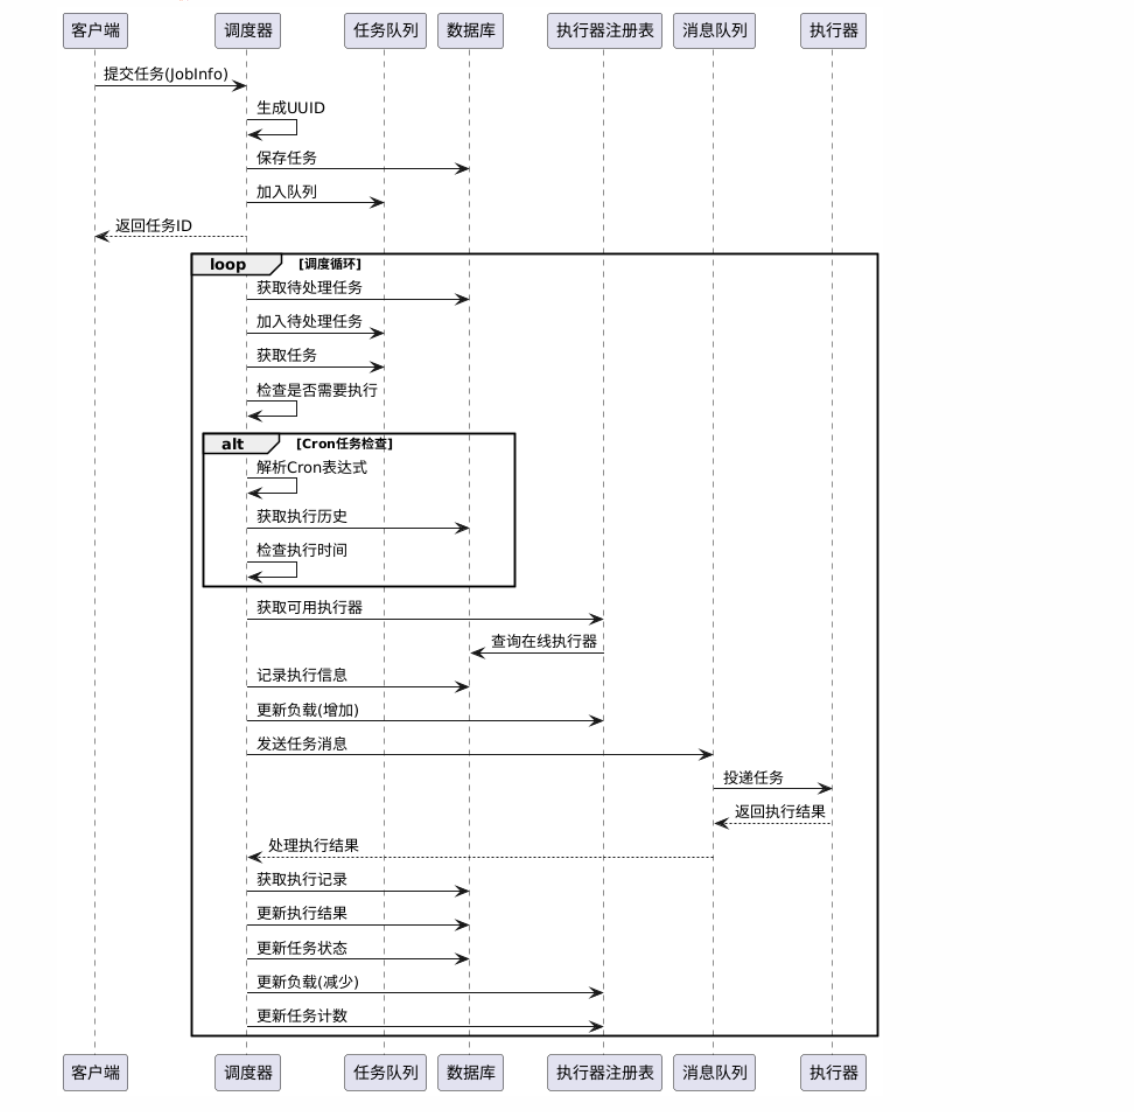 客户端 调度器 任务队列 数据库 执行器注册表 消息队列 执行器
提交任务(JobInfo)
生成UUID
保存任务
加入队列
返回任务ID
loop [调度循环]
获取待处理任务
加入待处理任务
获取任务
检查是否需要执行
alt [Cron任务检查]
解析Cron表达式
获取执行历史
检查执行时间
获取可用执行器
查询在线执行器
记录执行信息
更新负载(增加)
发送任务消息
投递任务
返回执行结果
处理执行结果
获取执行记录
更新执行结果
更新任务状态
更新负载(减少)
更新任务计数
客户端 调度器 任务队列 数据库 执行器注册表 消息队列 执行器